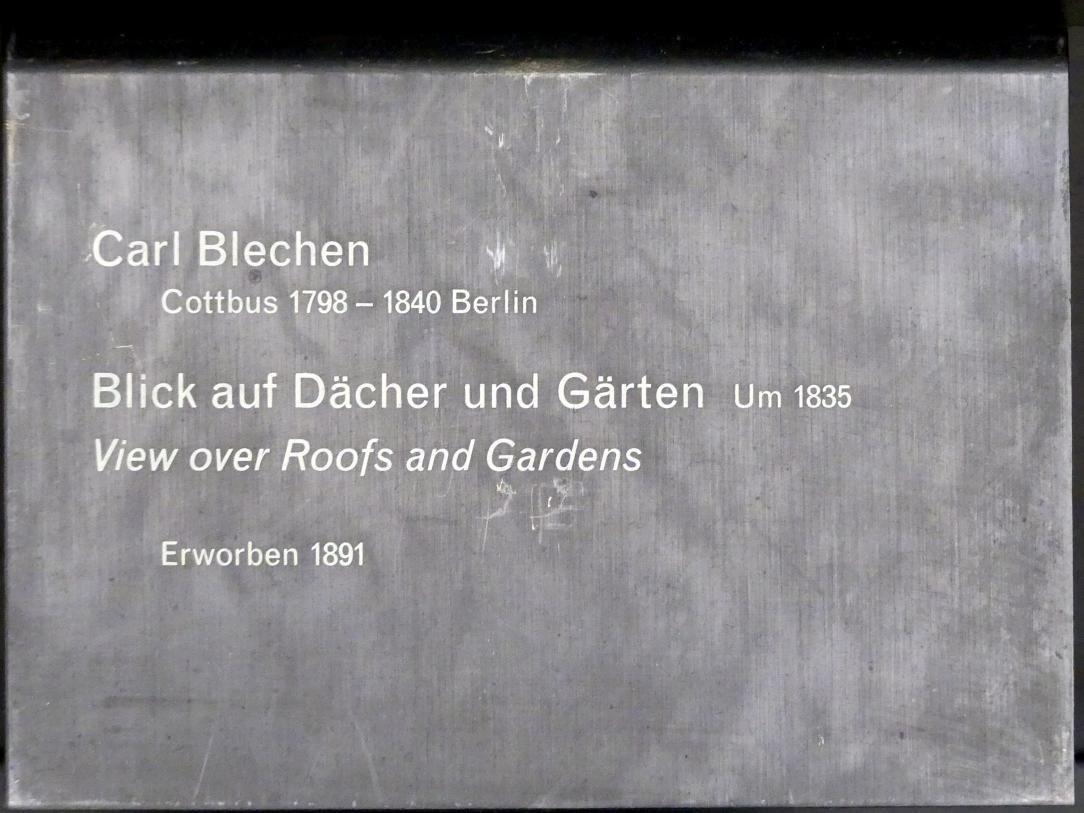 Carl Blechen
Cottbus 1798 – 1840 Berlin
Blick auf Dächer und Gärten Um 1835
View over Roofs and Gardens
Erworben 1891